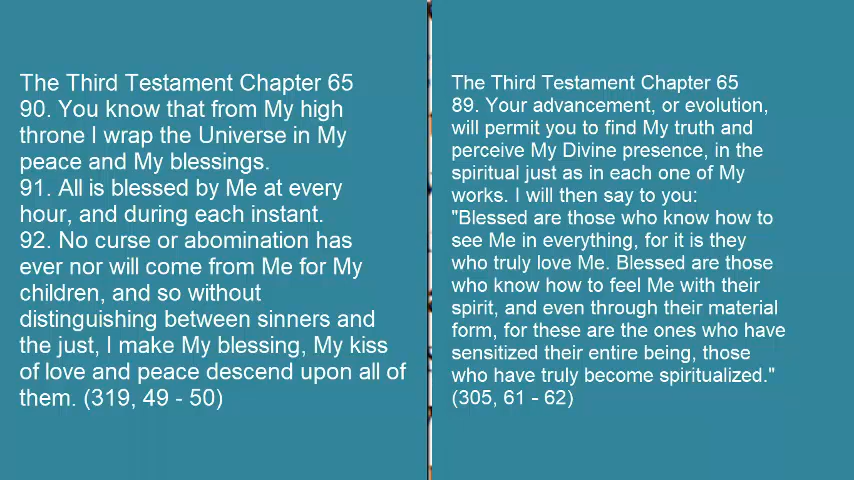 The Third Testament Chapter 65
90. You know that from My high
throne I wrap the Universe in My
peace and My blessings.
91. All is blessed by Me at every
hour, and during each instant.
92. No curse or abomination has
ever nor will come from Me for My
children, and so without
distinguishing between sinners and
the just, I make My blessing, My kiss
of love and peace descend upon all of
them. (319, 49 - 50)
The Third Testament Chapter 65
89. Your advancement, or evolution,
will permit you to find My truth and
perceive My Divine presence, in the
spiritual just as in each one of My
works. I will then say to you:
"Blessed are those who know how to
see Me in everything, for it is they
who truly love Me. Blessed are those
who know how to feel Me with their
spirit, and even through their material
form, for these are the ones who have
sensitized their entire being, those
who have truly become spiritualized."
(305, 61 - 62)